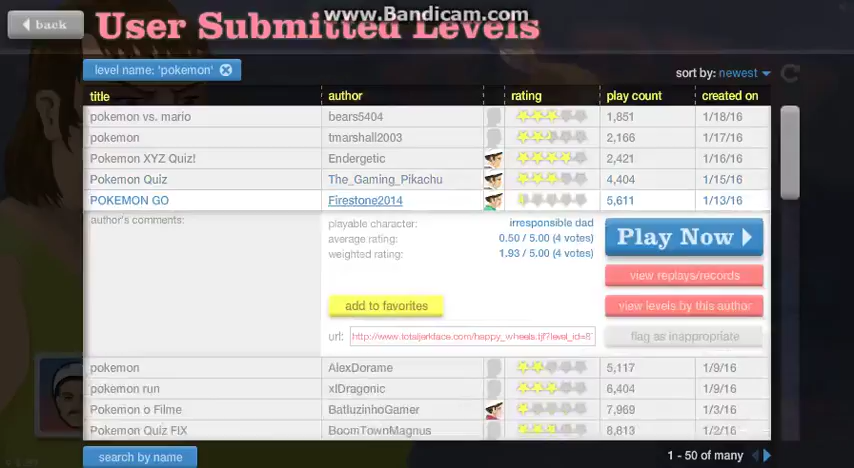 www.Bandicam.com
back
User Submitted Levels
level name: 'pokemon'
sort by: newest
title author rating play count created on
pokemon vs. mario bears5404 1,851 1/18/16
pokemon tmarshall2003 2,166 1/17/16
Pokemon XYZ Quiz! Endergetic 2,421 1/16/16
Pokemon Quiz The_Gaming_Pikachu 4,404 1/15/16
POKEMON GO Firestone2014 5,611 1/13/16
author's comments:
playable character: irresponsible dad
average rating: 0.50 / 5.00 (4 votes)
weighted rating: 1.93 / 5.00 (4 votes)
Play Now
view replays/records
add to favorites
view levels by this author
url: http://www.totaljerkface.com/happy_wheels.tjf?level_id=8
flag as inappropriate
pokemon AlexDorame 5,117 1/9/16
pokemon run xlDragonic 6,404 1/9/16
Pokemon o Filme BatluzinhoGamer 7,969 1/3/16
Pokemon Quiz FIX BoomTownMagnus 8,813 1/2/16
search by name
1 - 50 of many